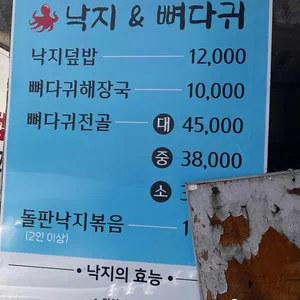 낙지 & 뼈다귀
낙지덮밥 12,000
뼈다귀해장국 10,000
뼈다귀전골 대 45,000
중 38,000
소
돌판낙지볶음
(2인 이상)
• 낙지의 효능 •